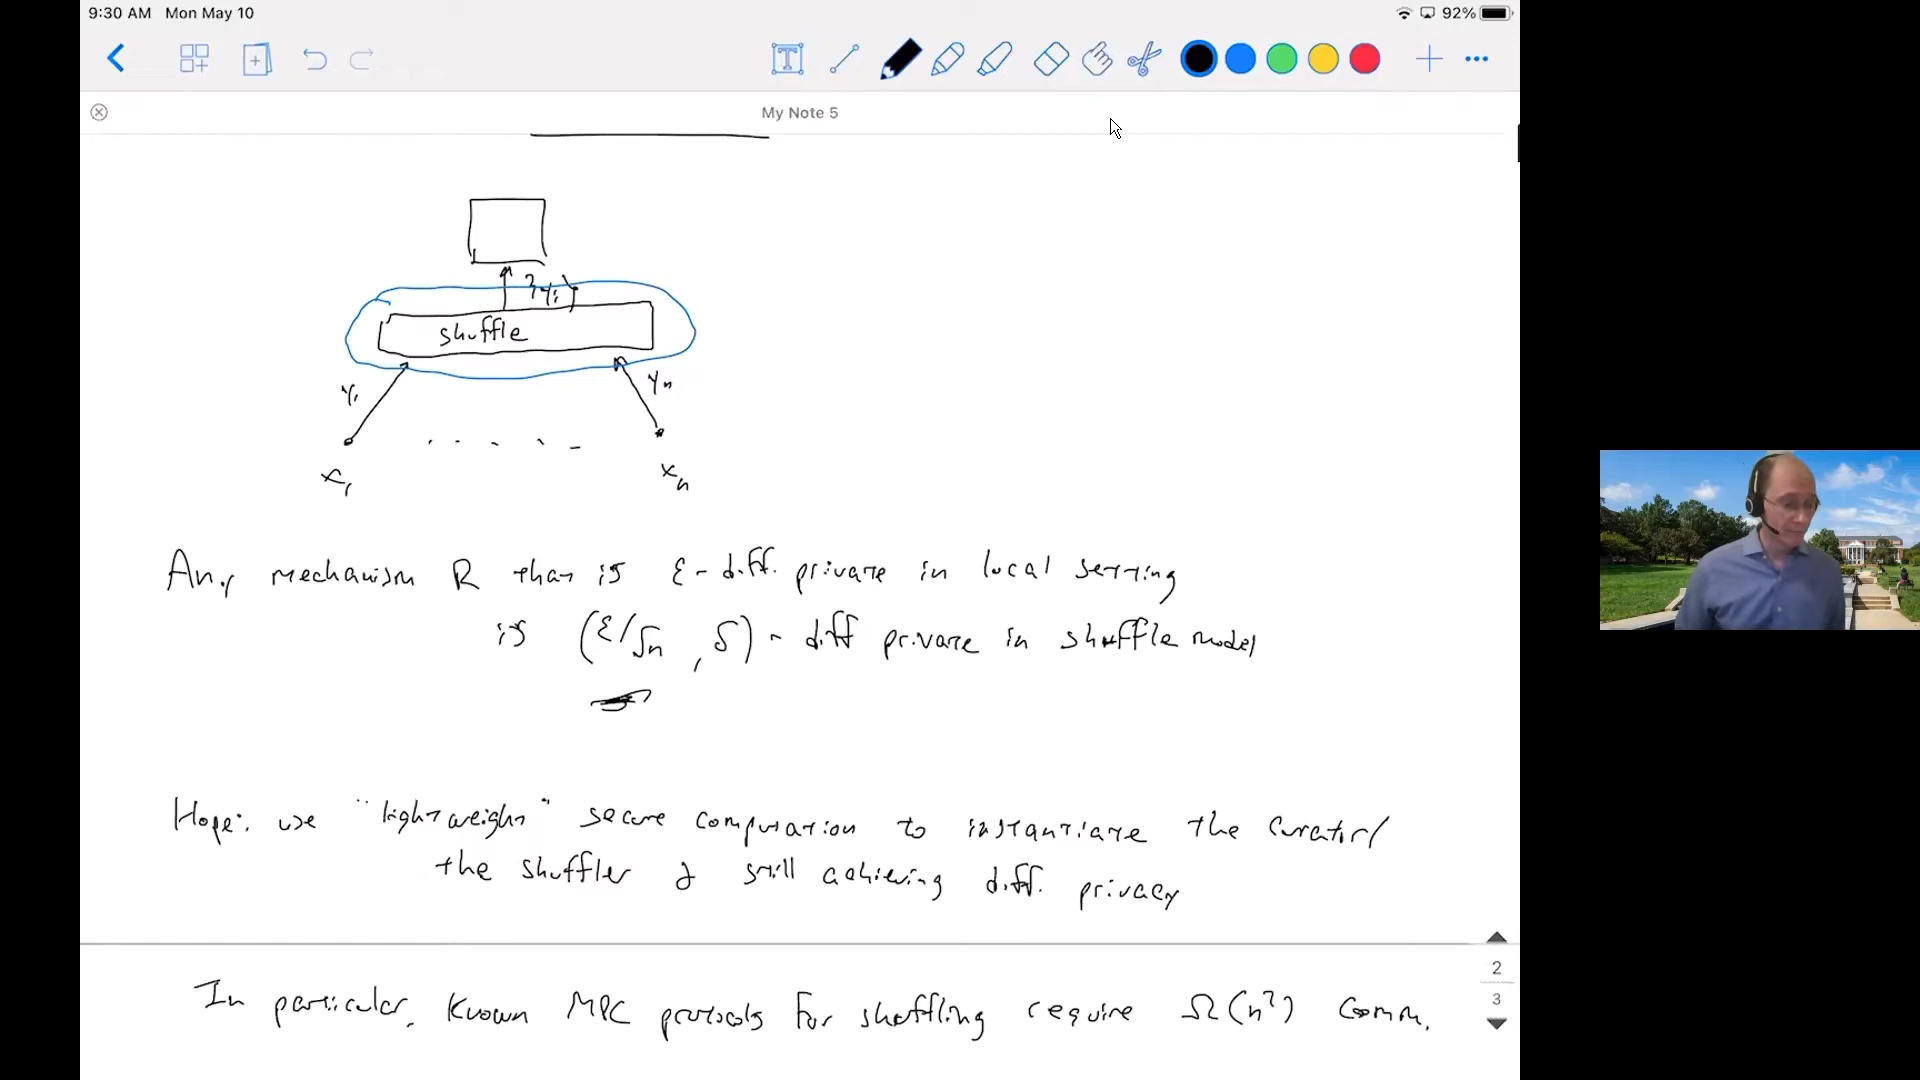 9:30 AM Mon May 10
92%
T
My Note 5
{yi}
shuffle
y1
yn
x1
xn
Any mechanism R that is ε-diff. private in local setting
is (ε/√n, δ) - diff private in shuffle model
Hope: use "lightweight" secure computation to instantiate the curator/
the shuffler & still achieving diff. privacy
2
In particular, known MPC protocols for shuffling require Ω(n²) comm.
3